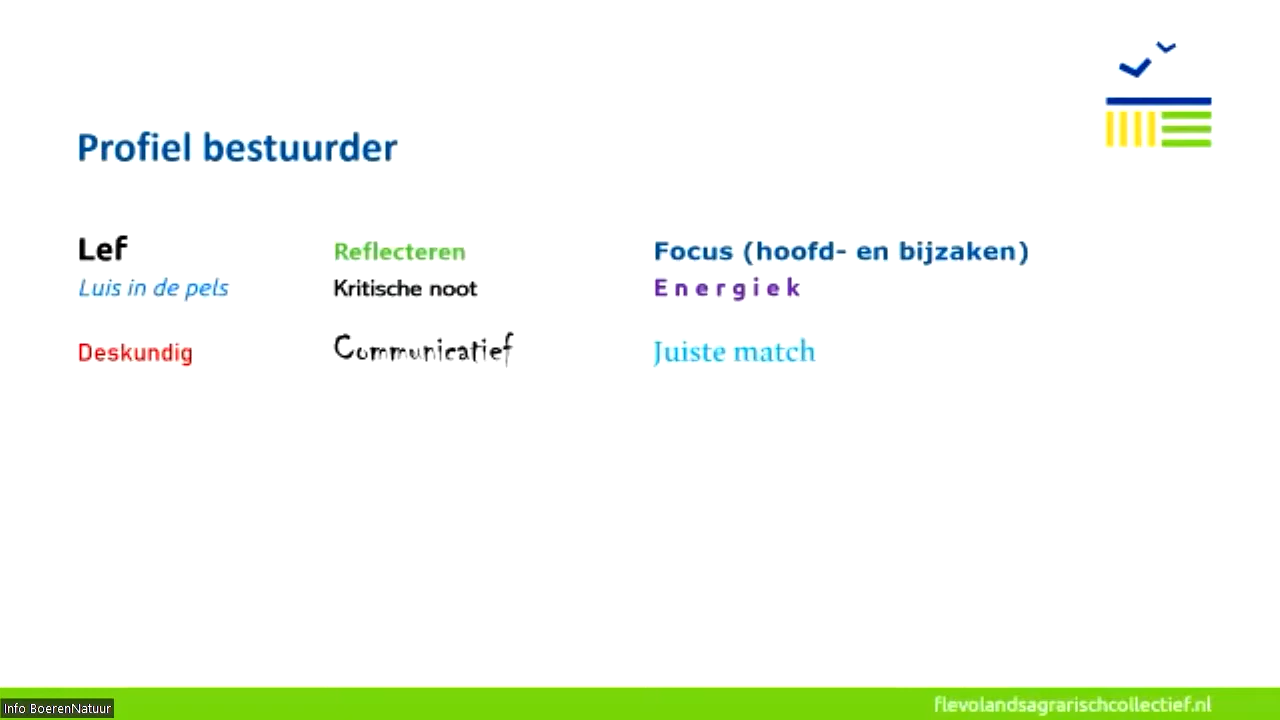 Profiel bestuurder
Lef Reflecteren Focus (hoofd- en bijzaken)
Luis in de pels Kritische noot Energiek
Deskundig Communicatief Juiste match
flevolandsagrarischcollectief.nl
Info BoerenNatuur